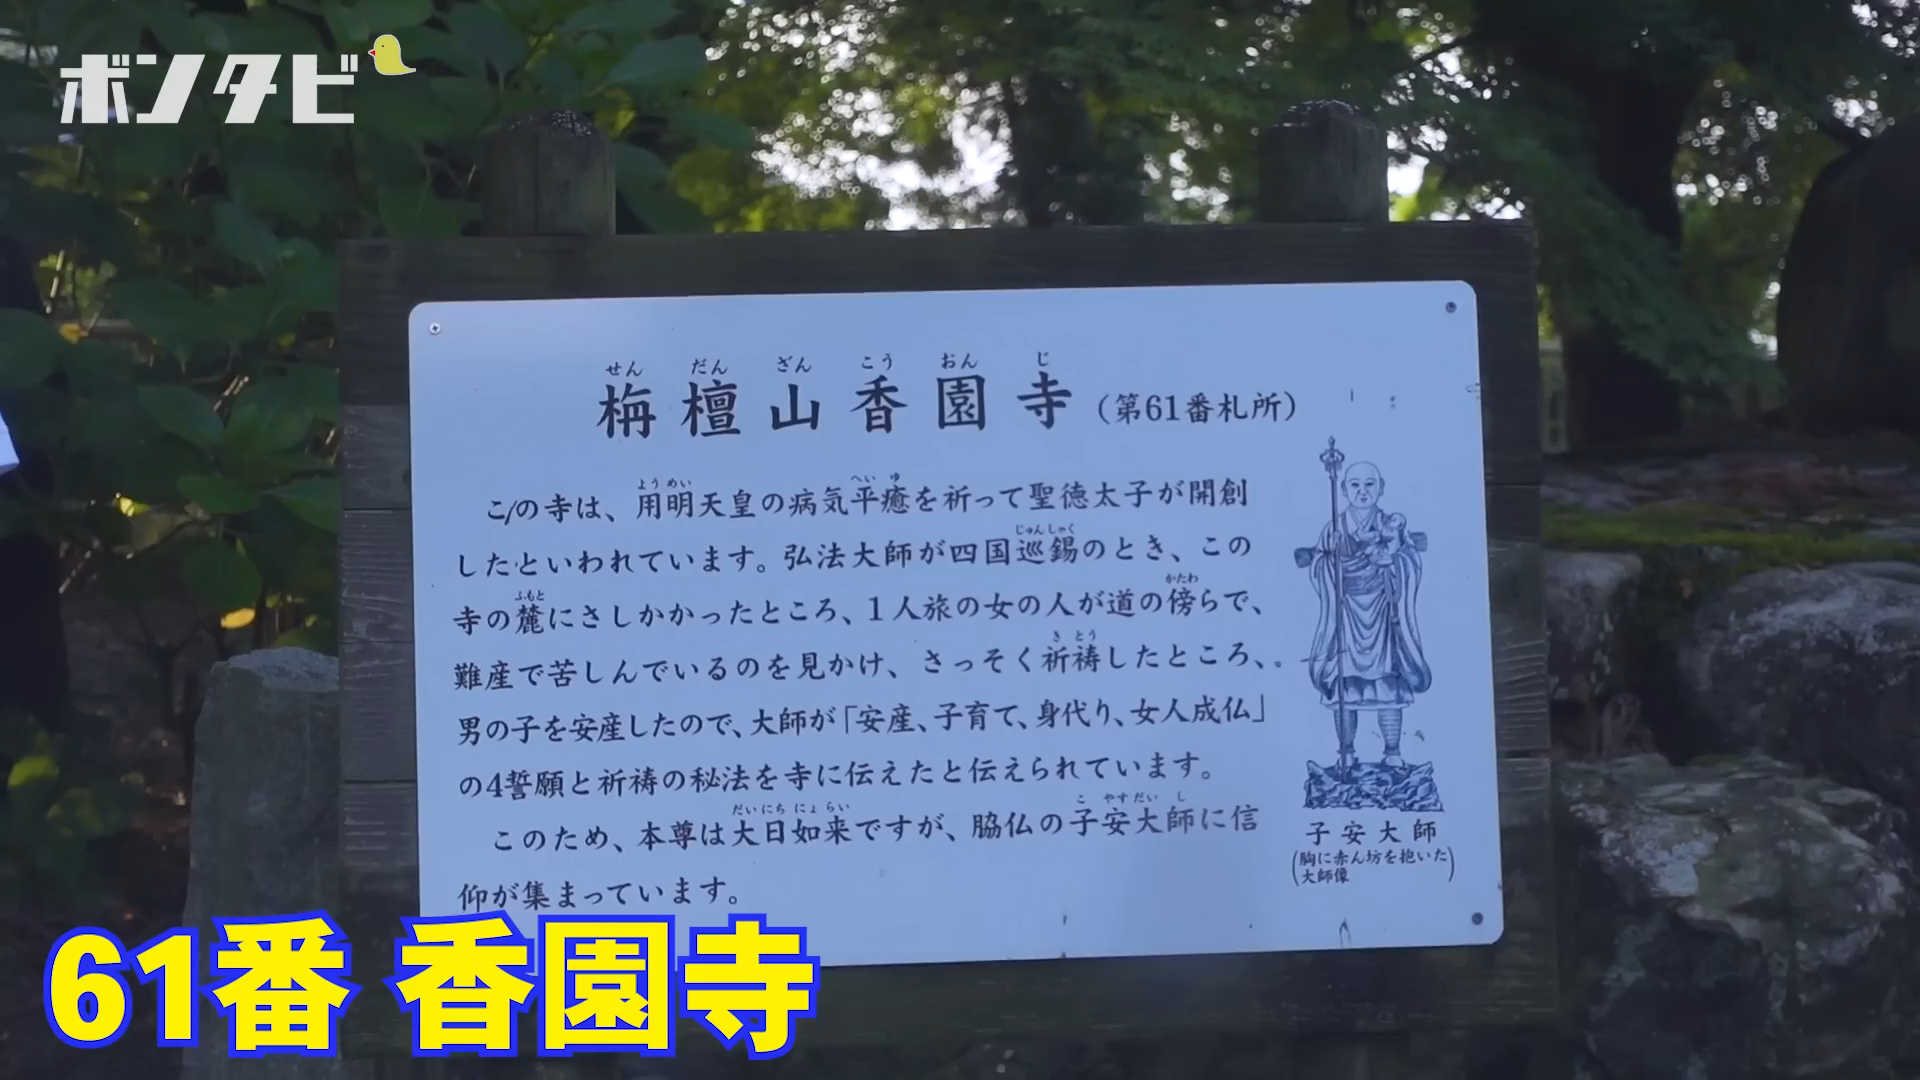 ボンタビ
せん だん ざん こう おん じ
栴檀山香園寺(第61番札所)
ようめい へい ゆ
この寺は、用明天皇の病気平癒を祈って聖徳太子が開創
じゅんしゃく
したといわれています。弘法大師が四国巡錫のとき、この
ふもと かたわ
寺の麓にさしかかったところ、1人旅の女の人が道の傍らで、
き とう
難産で苦しんでいるのを見かけ、さっそく祈祷したところ、
男の子を安産したので、大師が「安産、子育て、身代り、女人成仏」
の4誓願と祈祷の秘法を寺に伝えたと伝えられています。
だいにち にょ らい こ やす だい し
このため、本尊は大日如来ですが、脇仏の子安大師に信
仰が集まっています。
子安大師
(胸に赤ん坊を抱いた
大師像)
61番 香園寺